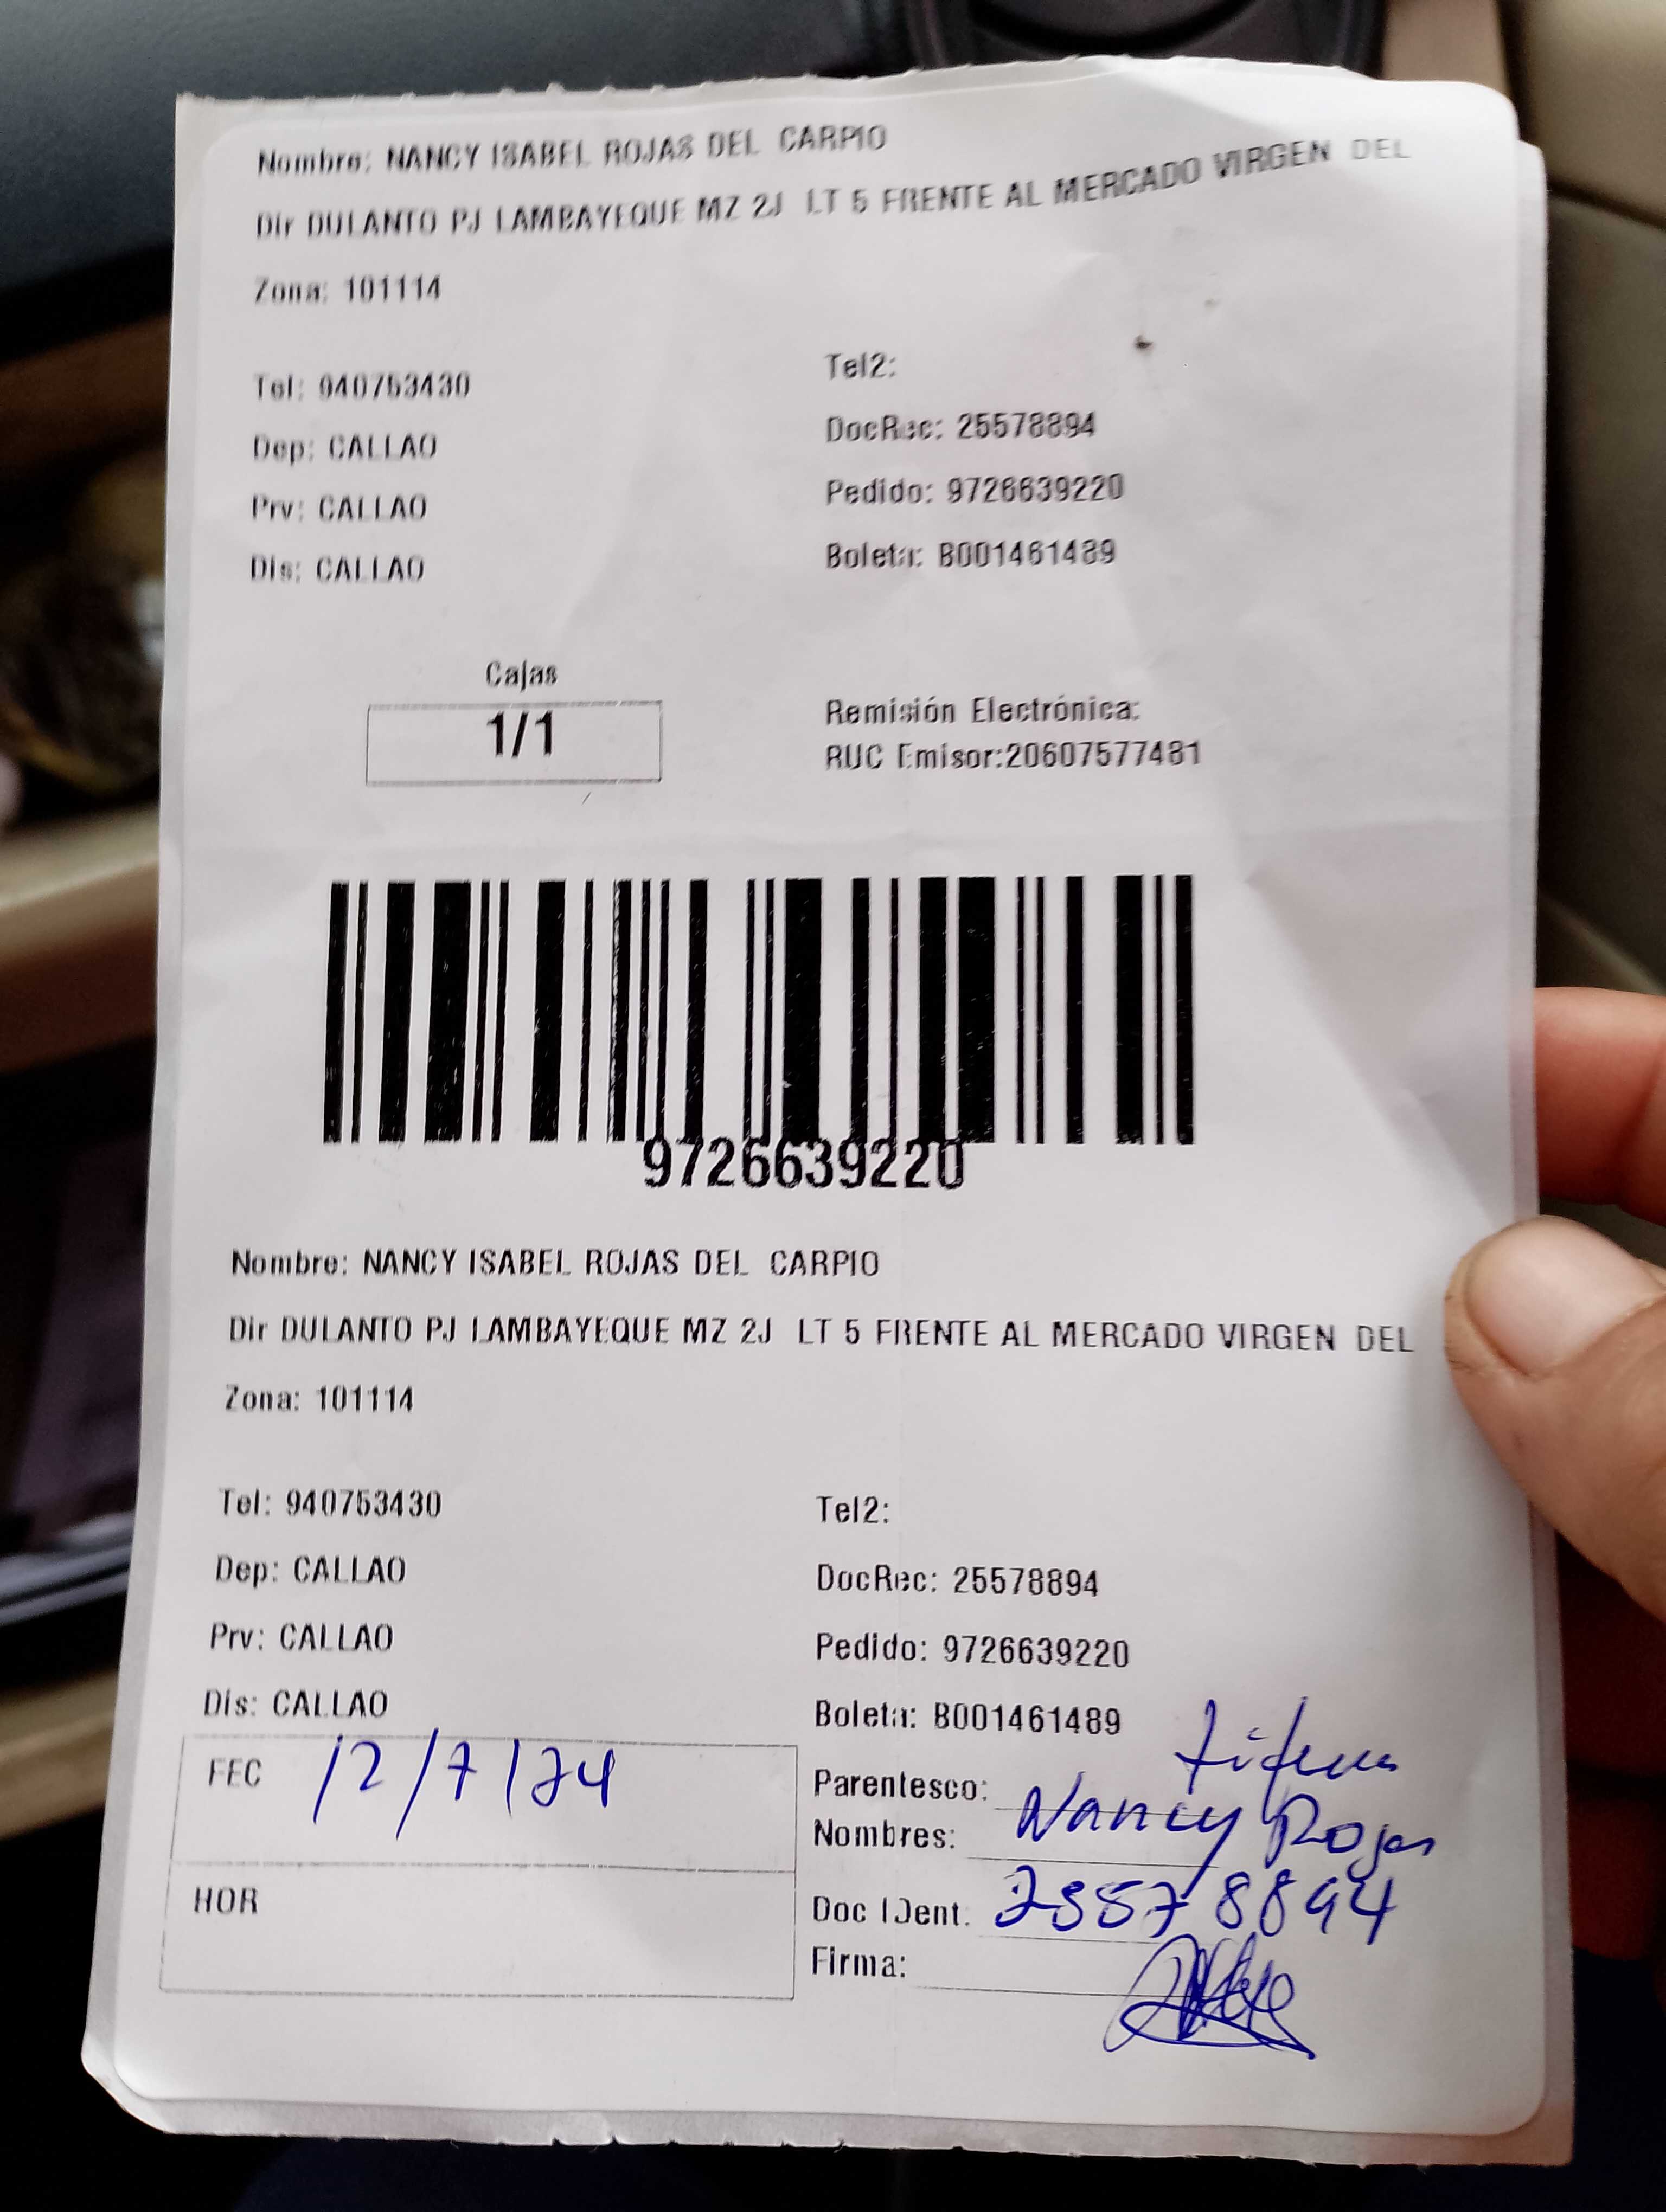 Nombre: NANCY ISABEL ROJAS DEL CARPIO
Dir DULANTO PJ LAMBAYEQUE MZ 2J LT 5 FRENTE AL MERCADO VIRGEN DEL
Zona: 101114
Tel: 940753430
Tel2:
Dep: CALLAO
DocRec: 25578894
Prv: CALLAO
Pedido: 9726639220
Dis: CALLAO
Boleta: B001461489
Cajas
1/1
Remisión Electrónica:
RUC Emisor:20607577481
9726639220
Nombre: NANCY ISABEL ROJAS DEL CARPIO
Dir DULANTO PJ LAMBAYEQUE MZ 2J LT 5 FRENTE AL MERCADO VIRGEN DEL
Zona: 101114
Tel: 940753430
Tel2:
Dep: CALLAO
DocRec: 25578894
Prv: CALLAO
Pedido: 9726639220
Dis: CALLAO
Boleta: B001461489
FEC 12/7/24
Parentesco:
Nombres: Nancy Rojas
HOR
Doc IDent: 25578894
Firma: